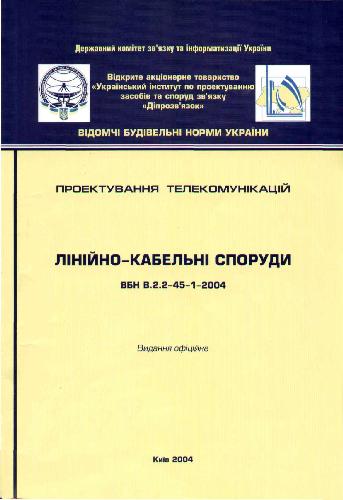 Державний комітет зв'язку та інформатизації України
Відкрите акціонерне товариство
«Український інститут по проектуванню
засобів та споруд зв'язку
«Діпрозв'язок»
ВІДОМЧІ БУДІВЕЛЬНІ НОРМИ УКРАЇНИ
ПРОЕКТУВАННЯ ТЕЛЕКОМУНІКАЦІЙ
ЛІНІЙНО-КАБЕЛЬНІ СПОРУДИ
ВБН В.2.2-45-1-2004
Видання офіційне
Київ 2004